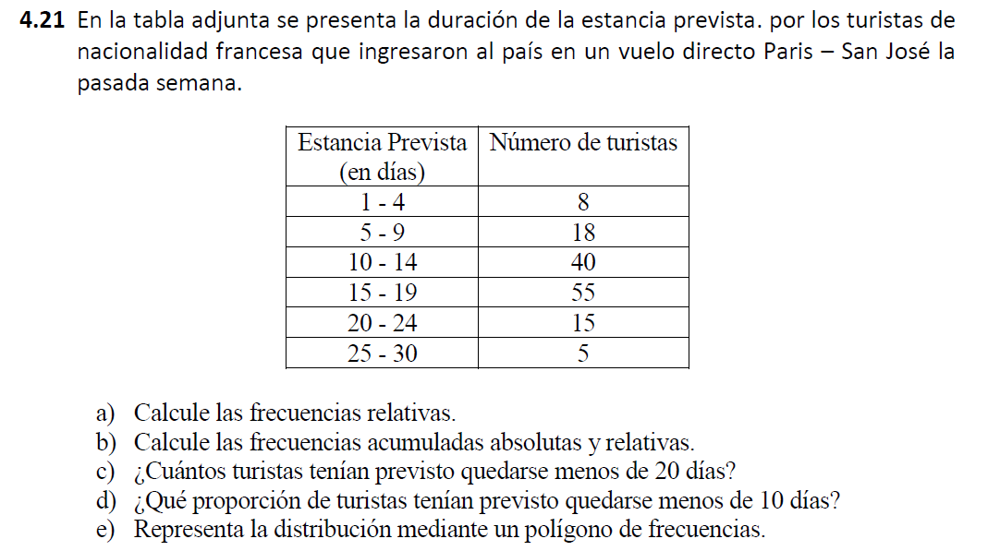 4.21 En la tabla adjunta se presenta la duración de la estancia prevista. por los turistas de
nacionalidad francesa que ingresaron al país en un vuelo directo Paris – San José la
pasada semana.
Estancia Prevista Número de turistas
(en días)
1 - 4 8
5 - 9 18
10 - 14 40
15 - 19 55
20 - 24 15
25 - 30 5
a) Calcule las frecuencias relativas.
b) Calcule las frecuencias acumuladas absolutas y relativas.
c) ¿Cuántos turistas tenían previsto quedarse menos de 20 días?
d) ¿Qué proporción de turistas tenían previsto quedarse menos de 10 días?
e) Representa la distribución mediante un polígono de frecuencias.